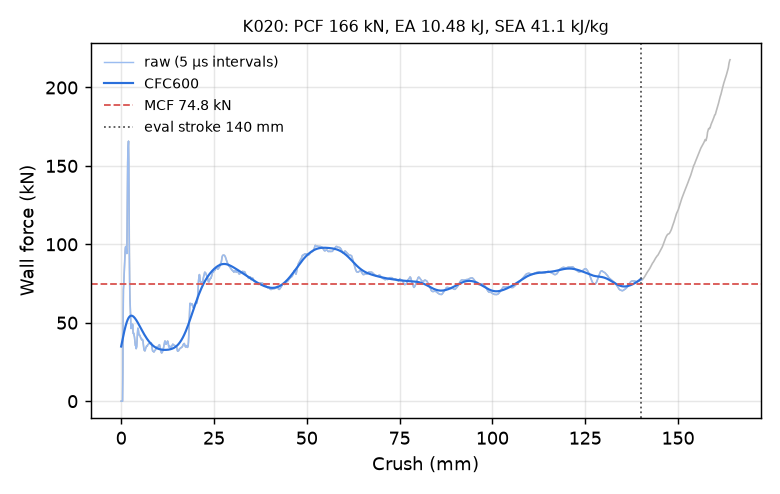 K020: PCF 166 kN, EA 10.48 kJ, SEA 41.1 kJ/kg
raw (5 µs intervals)
CFC600
MCF 74.8 kN
eval stroke 140 mm
Wall force (kN)
200
150
100
50
0
0 25 50 75 100 125 150
Crush (mm)